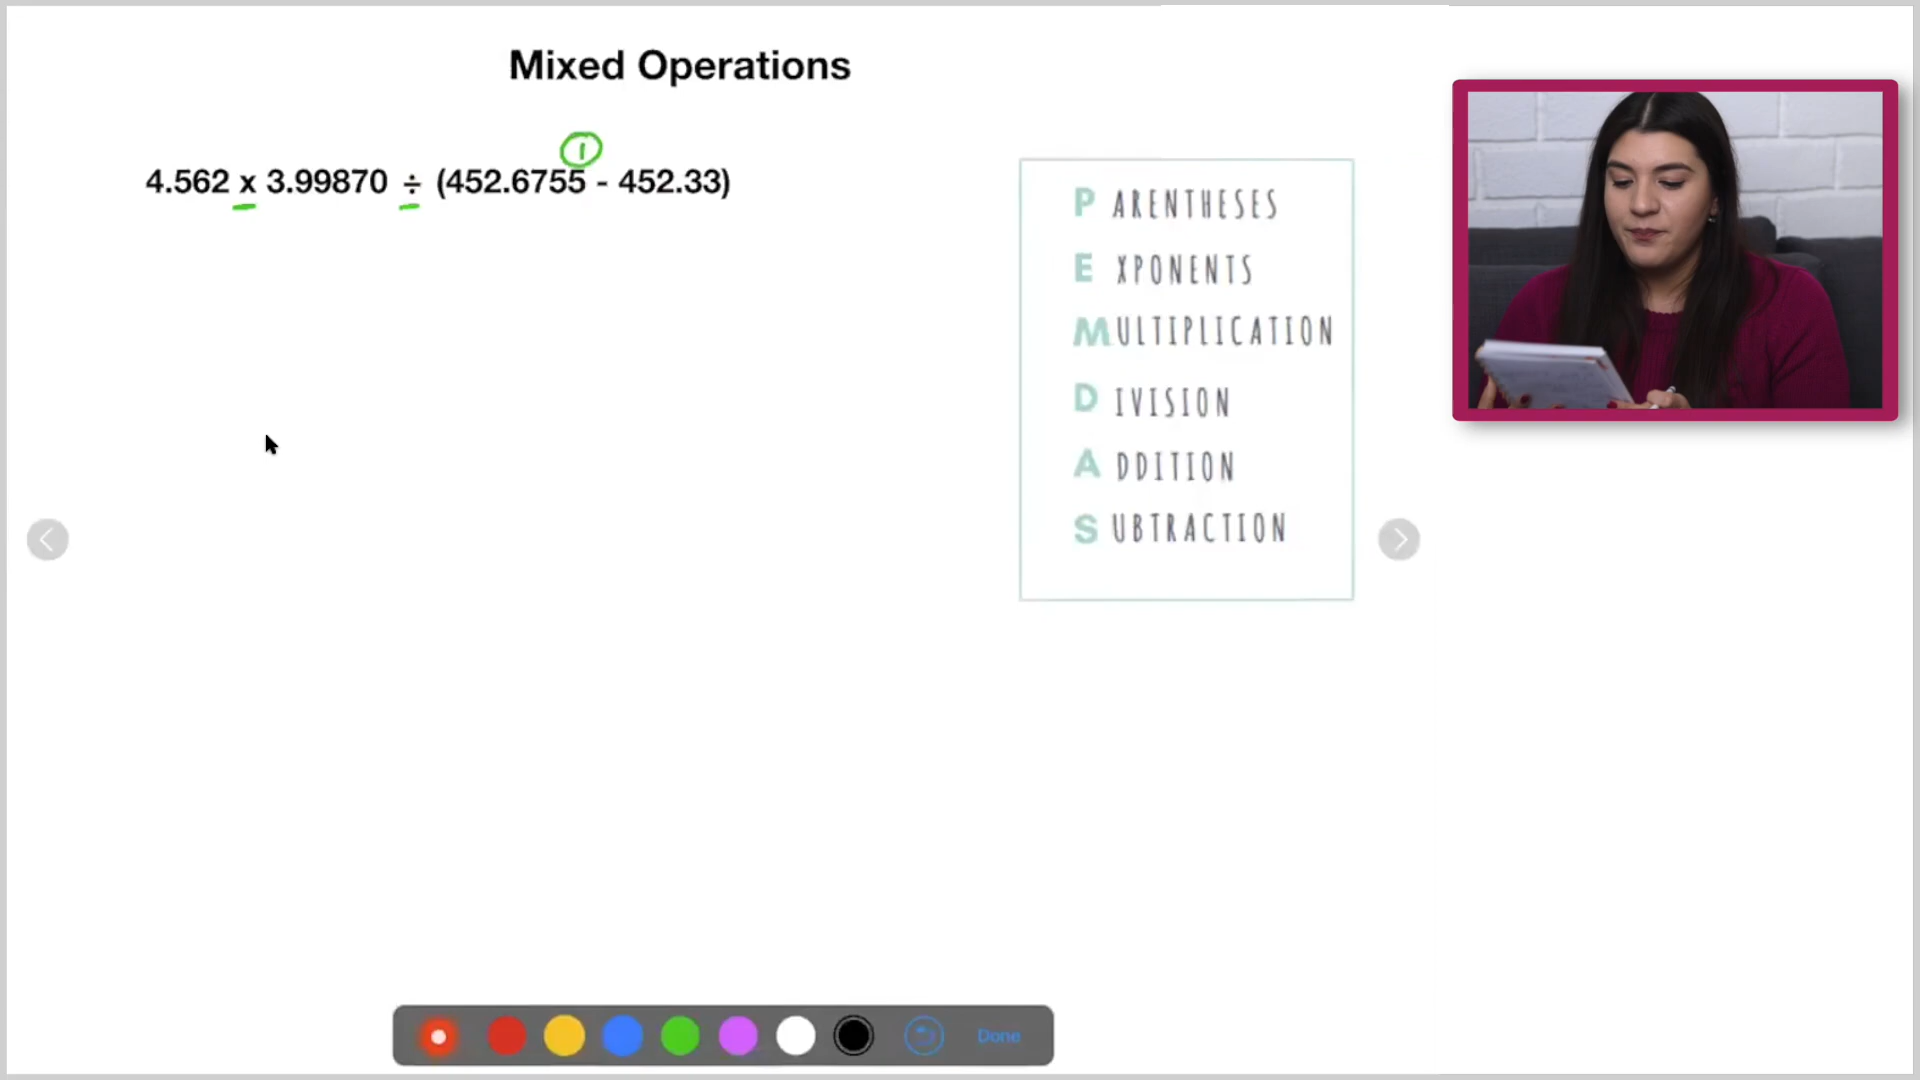 Mixed Operations
1
4.562 x 3.99870 ÷ (452.6755 - 452.33)
PARENTHESES
EXPONENTS
MULTIPLICATION
DIVISION
ADDITION
SUBTRACTION
Done